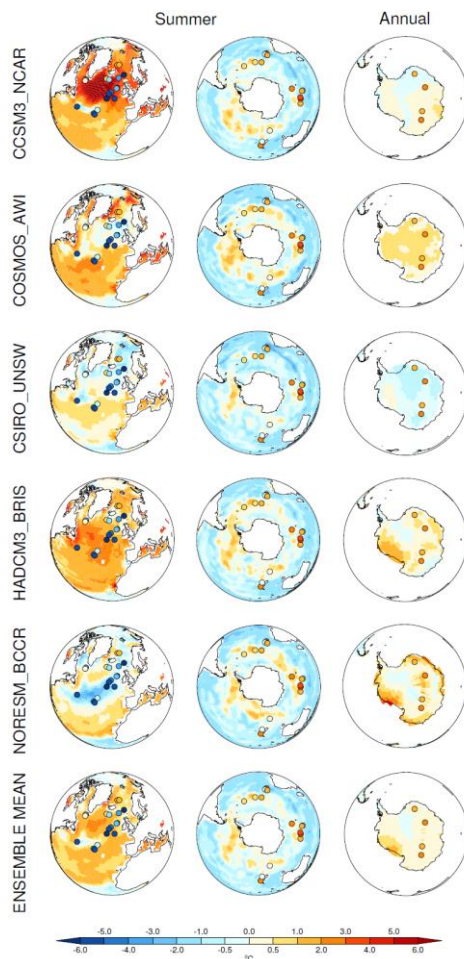 Summer Annual
CCSM3_NCAR
COSMOS_AWI
CSIRO_UNSW
HADCM3_BRIS
NORESM_BCCR
ENSEMBLE MEAN
-5.0 -3.0 -1.0 0.0 1.0 3.0 5.0
-6.0 -4.0 -2.0 -0.5 0.5 2.0 4.0 6.0
°C